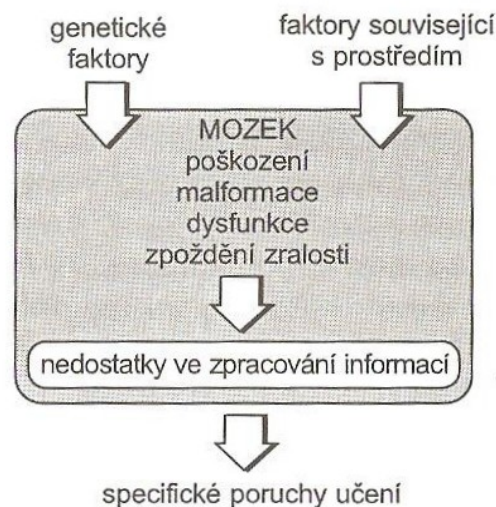 genetické
faktory
faktory související
s prostředím
MOZEK
poškození
malformace
dysfunkce
zpoždění zralosti
nedostatky ve zpracování informací
specifické poruchy učení